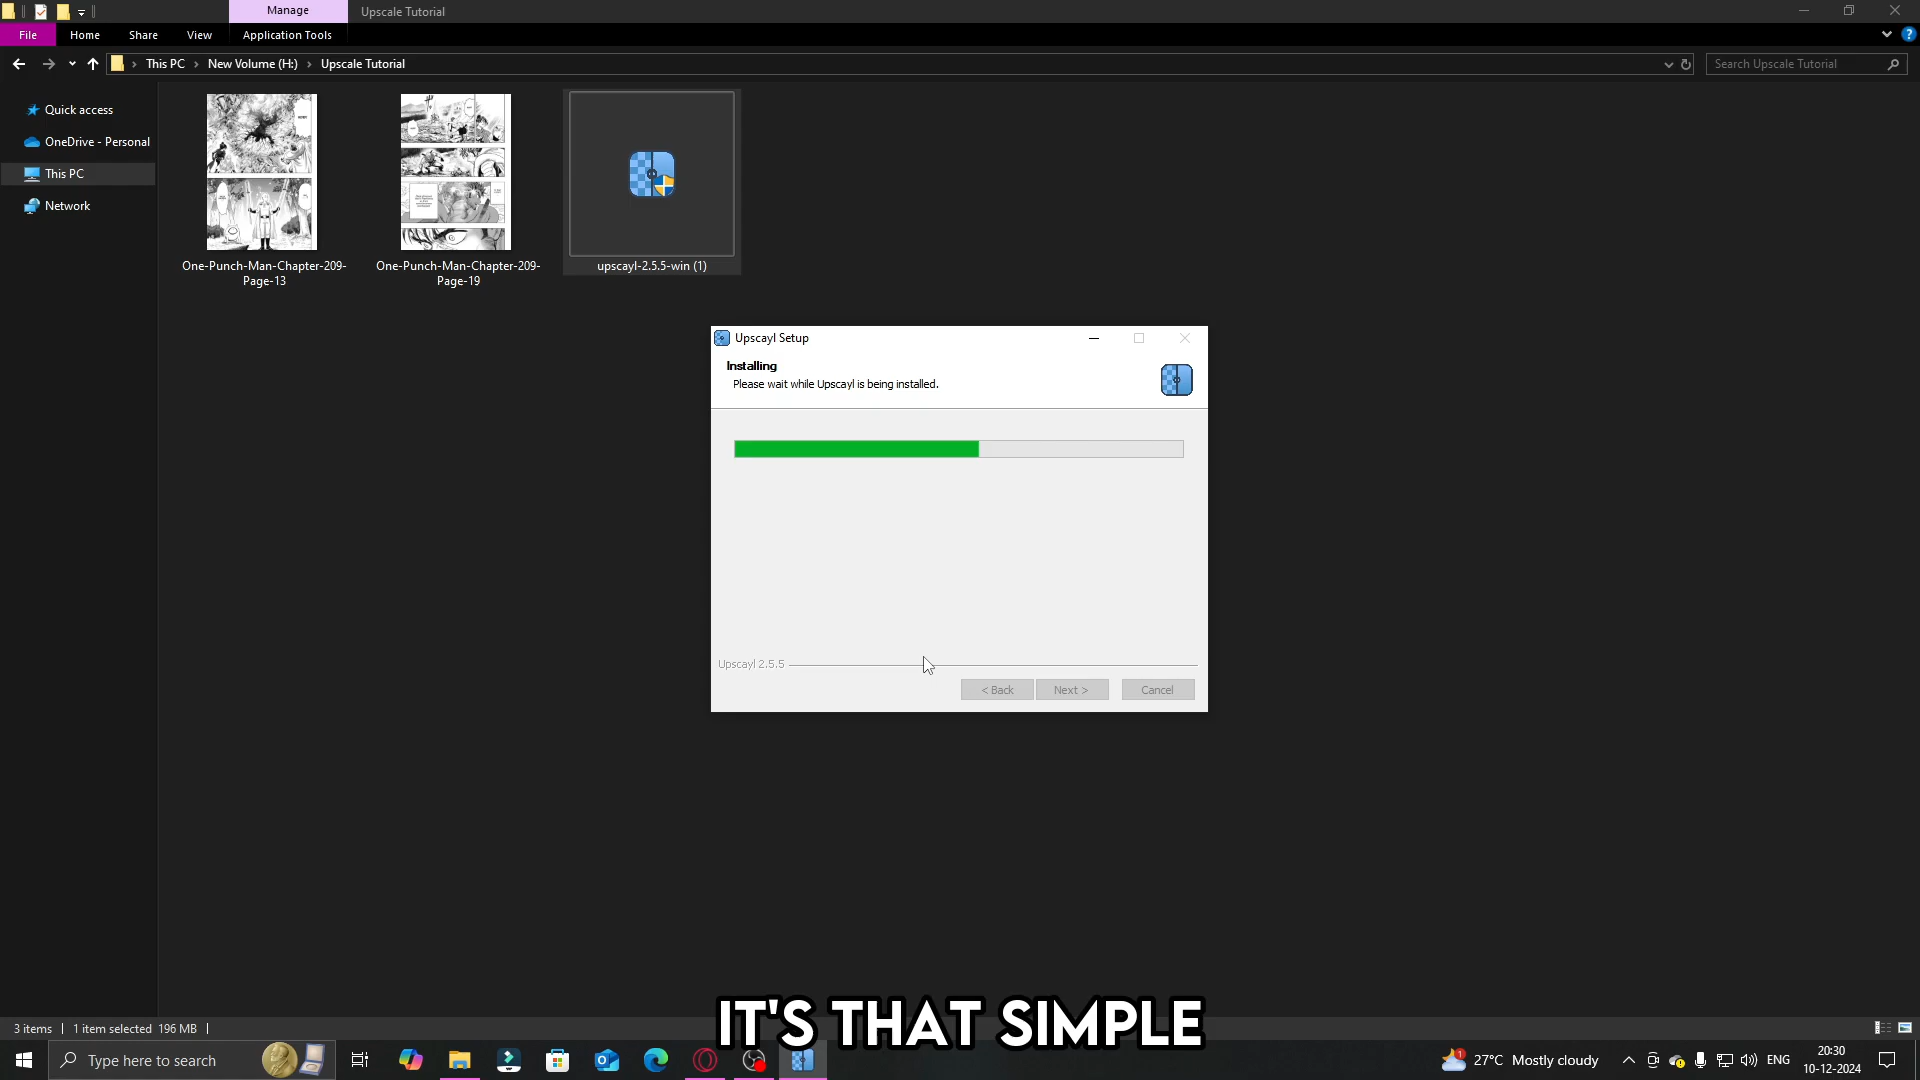 Manage
Upscale Tutorial
File
Home
Share
View
Application Tools
This PC
New Volume (H:)
Upscale Tutorial
Search Upscale Tutorial
Quick access
OneDrive - Personal
This PC
Network
One-Punch-Man-Chapter-209-
Page-13
One-Punch-Man-Chapter-209-
Page-19
upscayl-2.5.5-win (1)
Upscayl Setup
Installing
Please wait while Upscayl is being installed.
Upscayl 2.5.5
< Back
Next >
Cancel
3 items
1 item selected 196 MB
IT'S THAT SIMPLE
Type here to search
1
27°C Mostly cloudy
ENG
20:30
10-12-2024